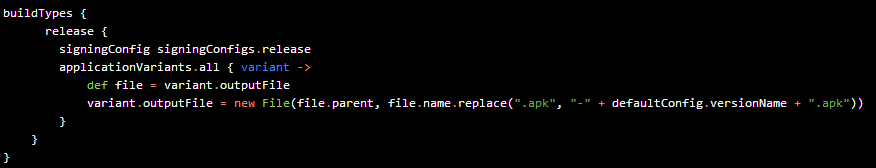 buildTypes {
      release {
        signingConfig signingConfigs.release
        applicationVariants.all { variant ->
            def file = variant.outputFile
            variant.outputFile = new File(file.parent, file.name.replace(".apk", "-" + defaultConfig.versionName + ".apk"))
        }
    }
}